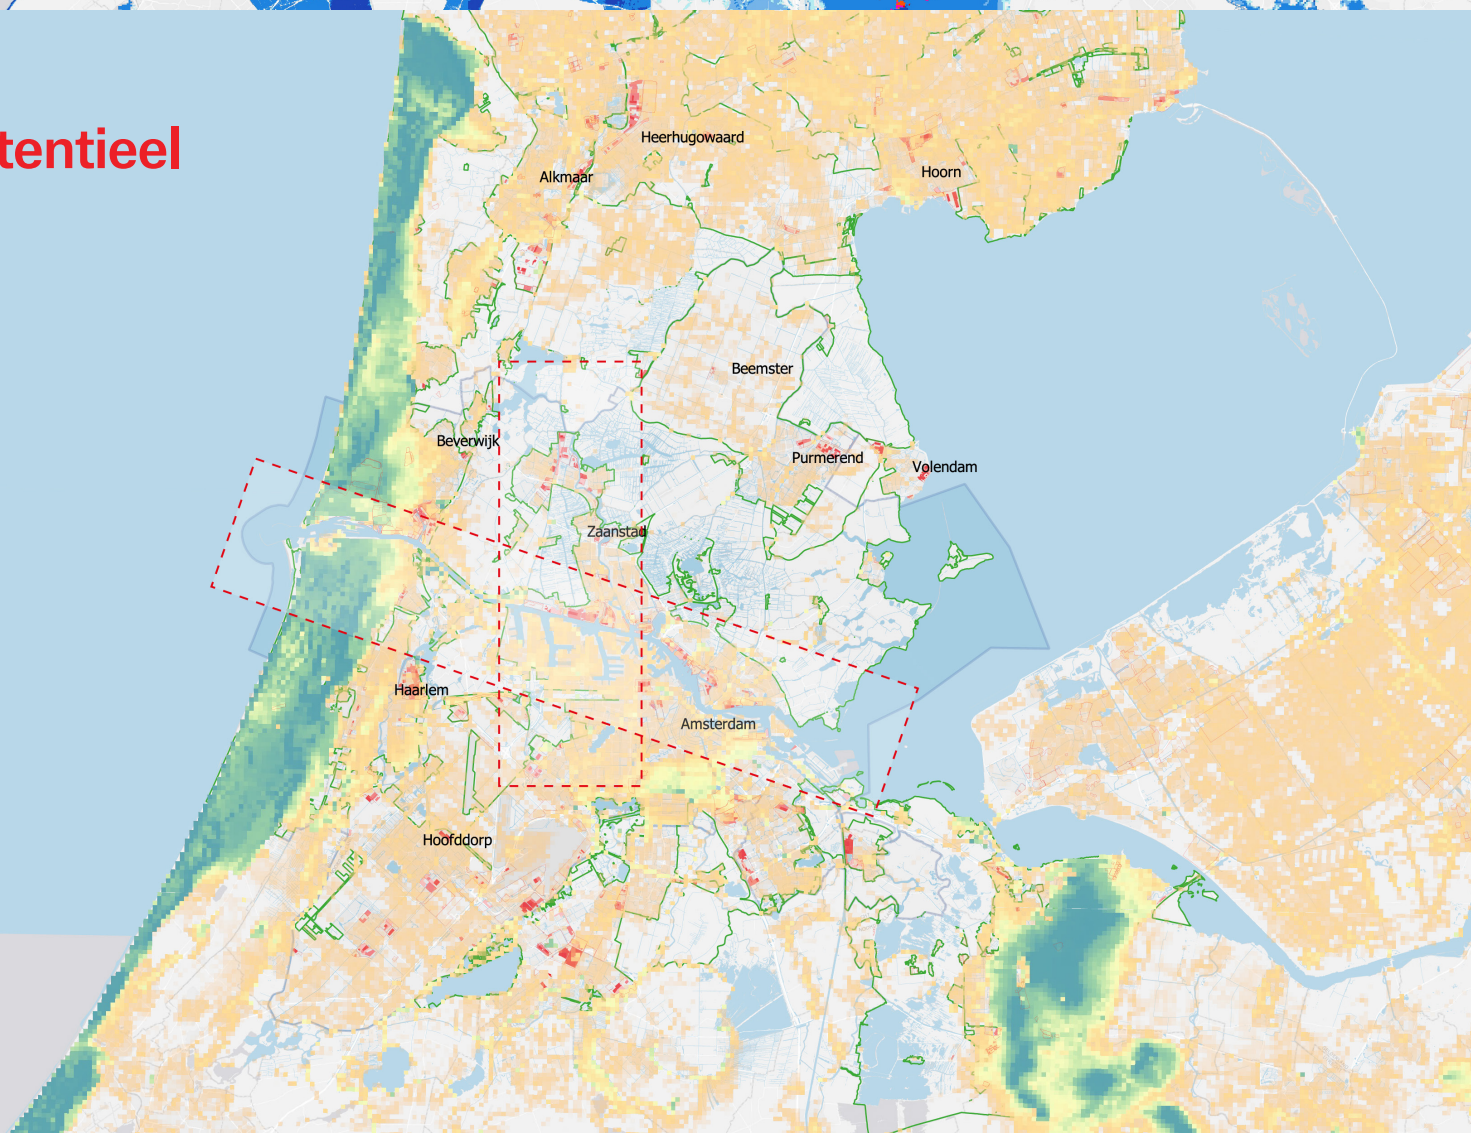 tentieel
Heerhugowaard
Alkmaar
Hoorn
Beemster
Beverwijk
Purmerend
Volendam
Zaanstad
Haarlem
Amsterdam
Hoofddorp